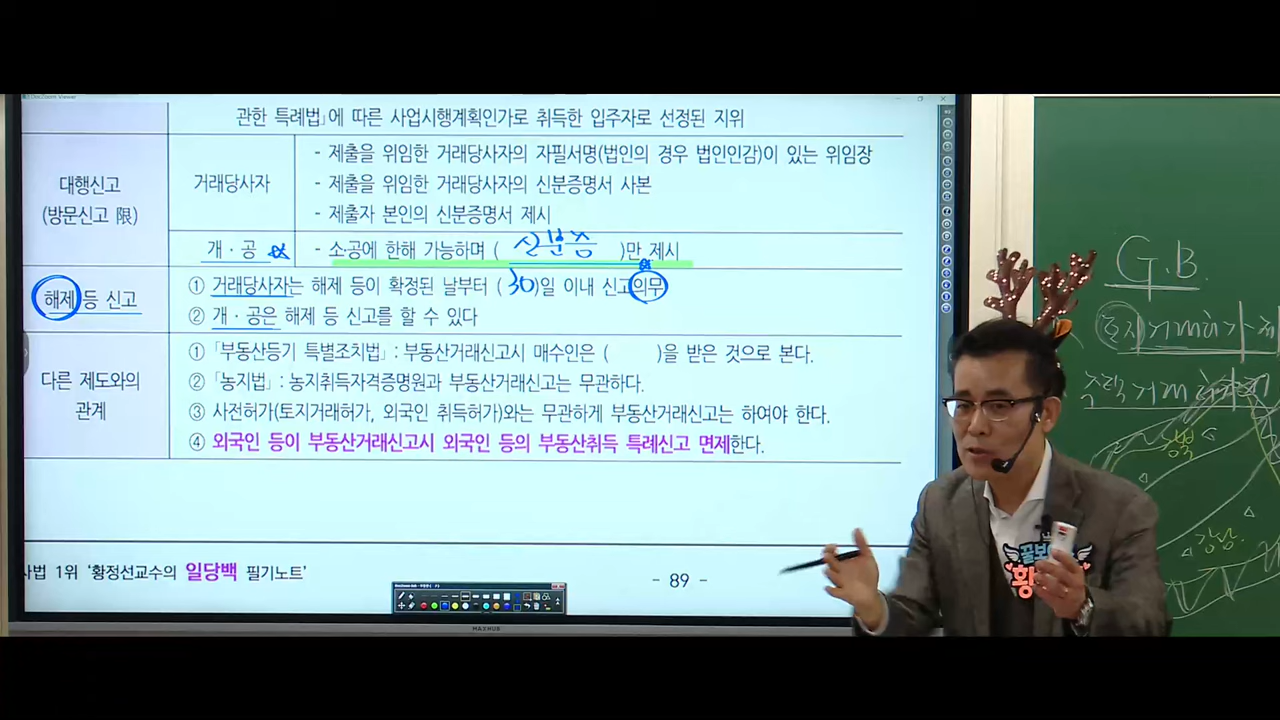 관한 특례법」에 따른 사업시행계획인가로 취득한 입주자로 선정된 지위
대행신고
(방문신고 限)
거래당사자
- 제출을 위임한 거래당사자의 자필서명(법인의 경우 법인인감)이 있는 위임장
- 제출을 위임한 거래당사자의 신분증명서 사본
- 제출자 본인의 신분증명서 제시
개·공
- 소·공에 한해 가능하며 ( 신분증 )만 제시
해제 등 신고
① 거래당사자는 해제 등이 확정된 날부터 ( 30 )일 이내 신고의무
② 개·공은 해제 등 신고를 할 수 있다
다른 제도와의
관계
① 「부동산등기 특별조치법」 : 부동산거래신고시 매수인은 ( )을 받은 것으로 본다.
② 「농지법」 : 농지취득자격증명원과 부동산거래신고는 무관하다.
③ 사전허가(토지거래허가, 외국인 취득허가)와는 무관하게 부동산거래신고는 하여야 한다.
④ 외국인 등이 부동산거래신고시 외국인 등의 부동산취득 특례신고 면제한다.
사법 1위 '황정선교수의 일당백 필기노트'
- 89 -
MAXHUB
G.B
강북
강남